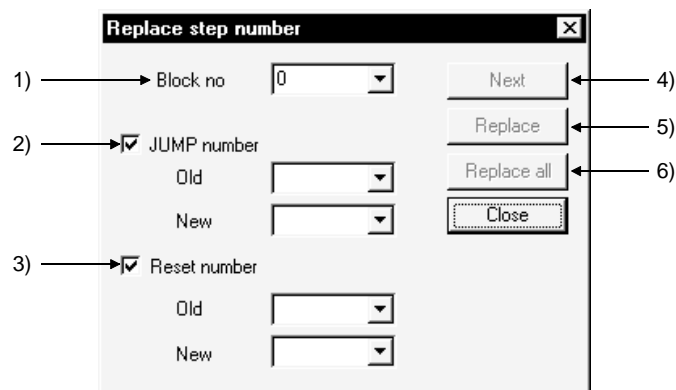 Replace step number
1) Block no 0 Next 4)
Replace 5)
2) JUMP number
Replace all 6)
Old
Close
New
3) Reset number
Old
New